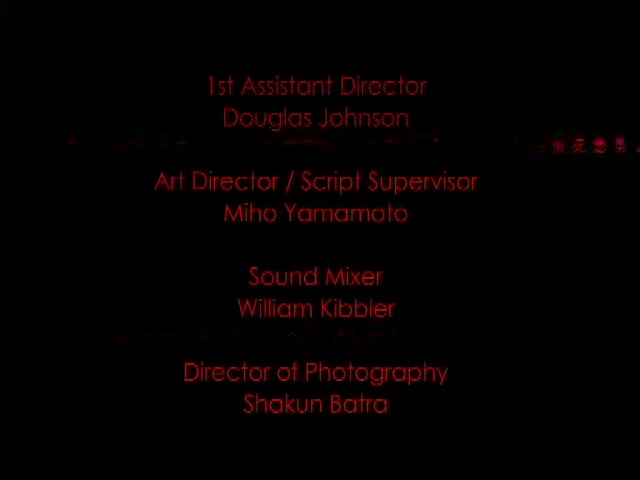 1st Assistant Director
Douglas Johnson
Art Director / Script Supervisor
Miho Yamamoto
Sound Mixer
William Kibbler
Director of Photography
Shakun Batra